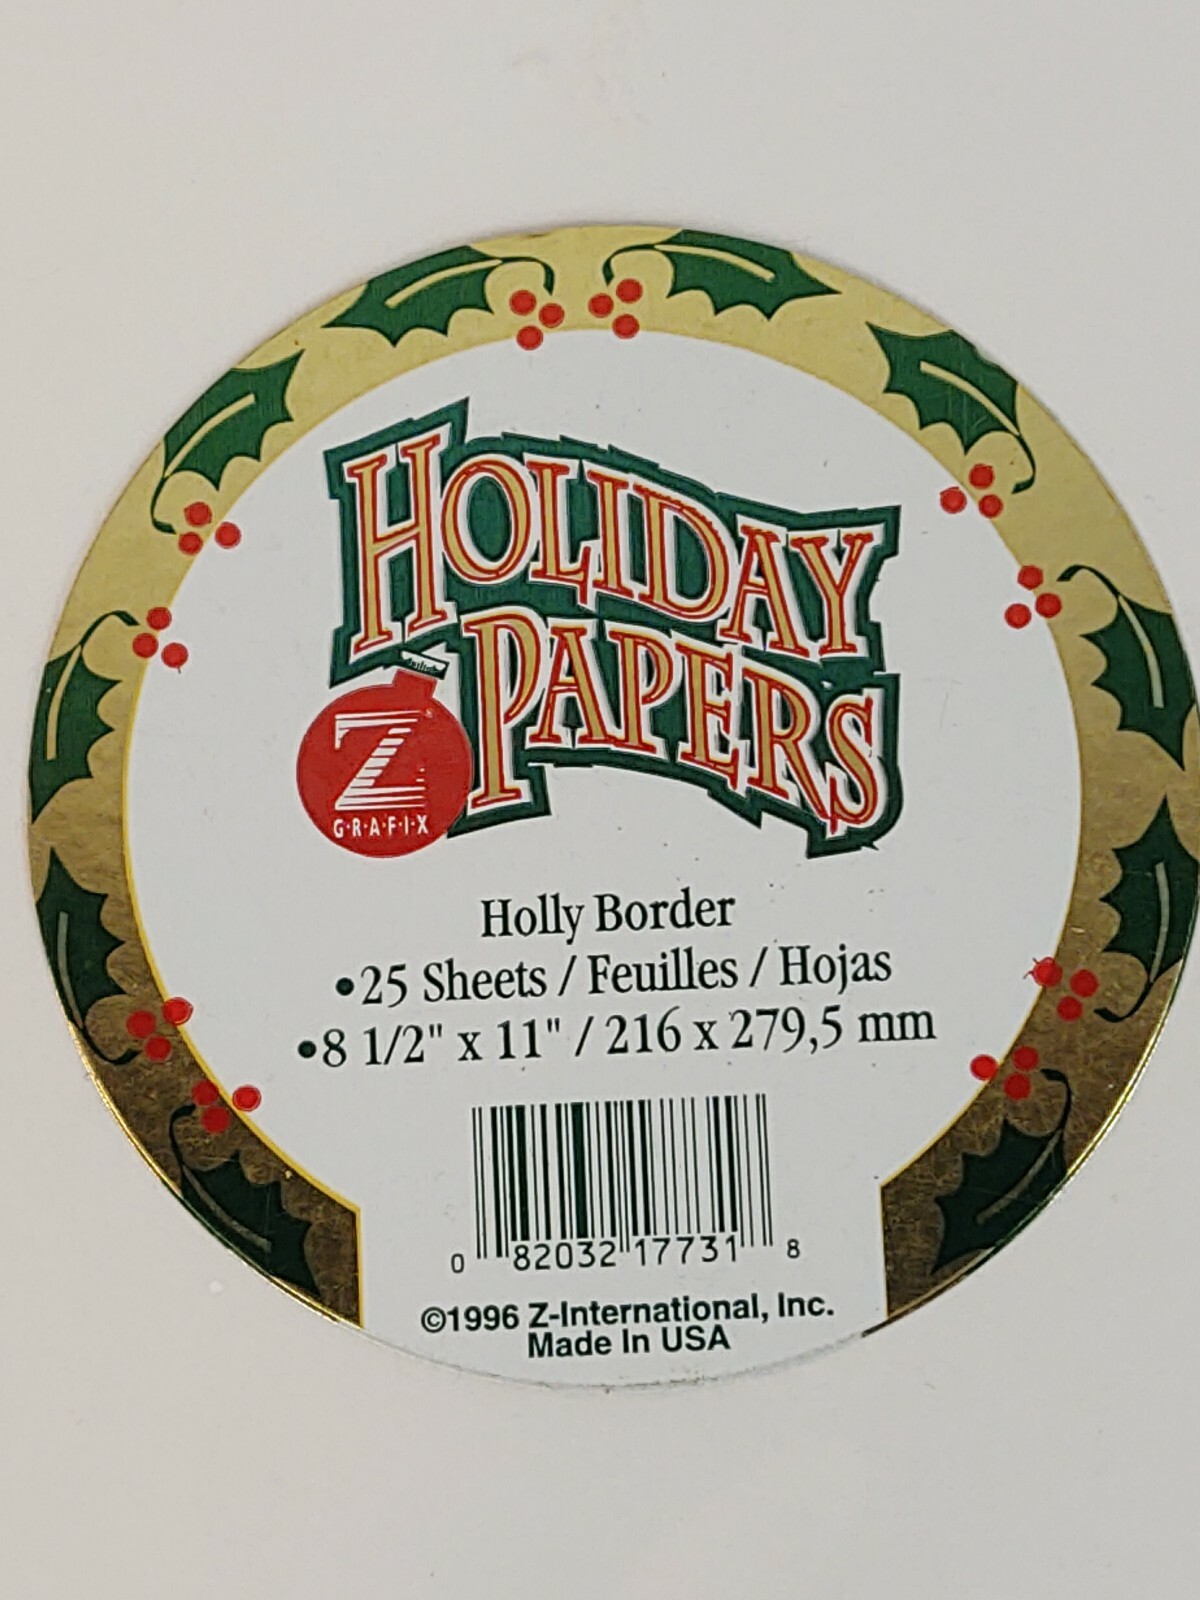 HOLIDAY
PAPERS
Z
G·R·A·F·I·X
Holly Border
•25 Sheets / Feuilles / Hojas
•8 1/2" x 11" / 216 x 279,5 mm
0 82032 17731 8
©1996 Z-International, Inc.
Made In USA